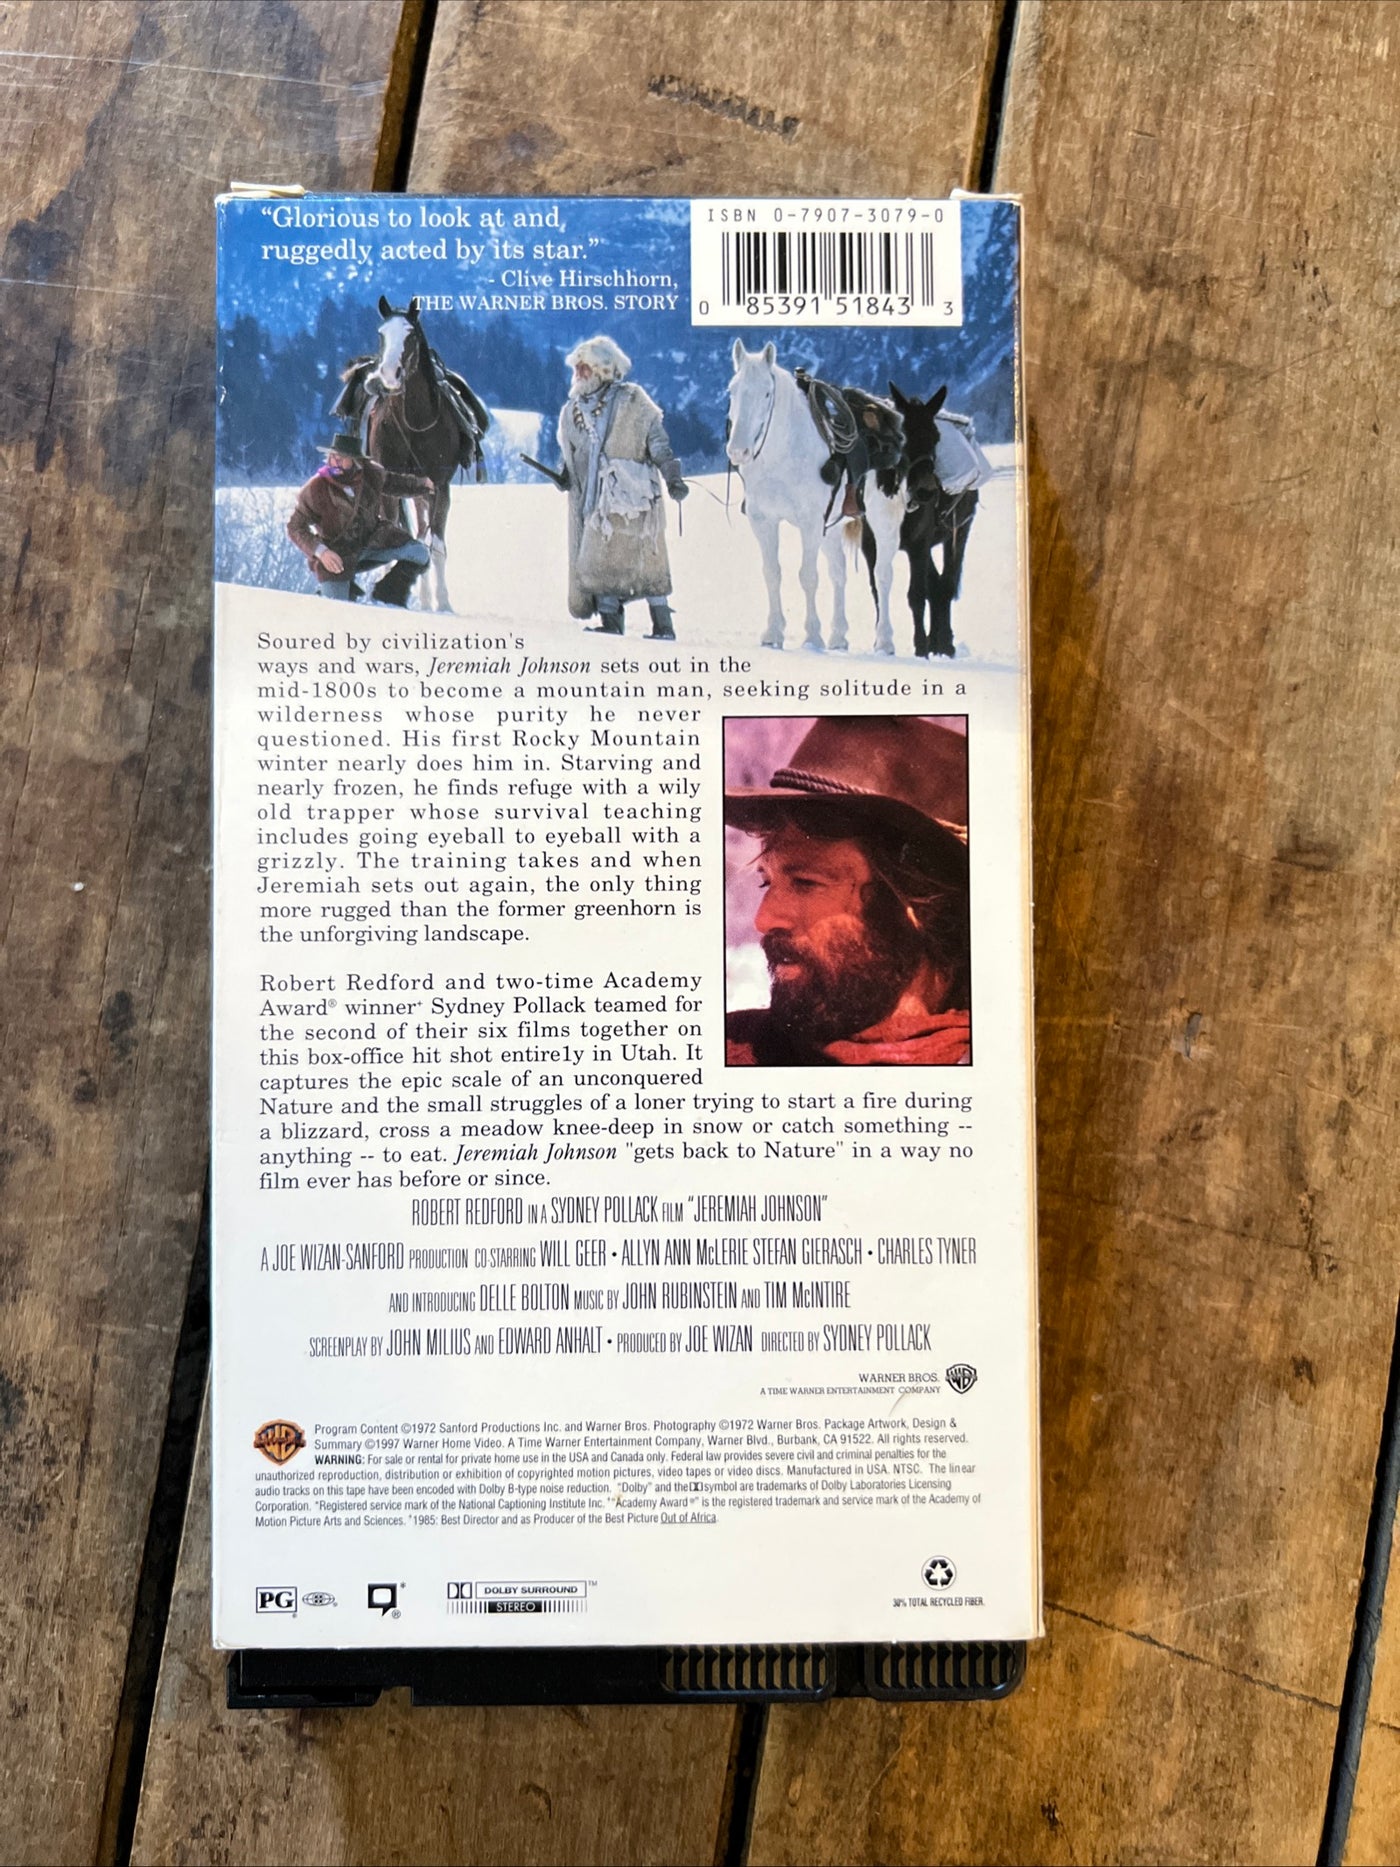 “Glorious to look at and
ruggedly acted by its star.”
- Clive Hirschhorn,
THE WARNER BROS. STORY
ISBN 0-7907-3079-0
0 85391 51843 3
Soured by civilization's
ways and wars, Jeremiah Johnson sets out in the
mid-1800s to become a mountain man, seeking solitude in a
wilderness whose purity he never
questioned. His first Rocky Mountain
winter nearly does him in. Starving and
nearly frozen, he finds refuge with a wily
old trapper whose survival teaching
includes going eyeball to eyeball with a
grizzly. The training takes and when
Jeremiah sets out again, the only thing
more rugged than the former greenhorn is
the unforgiving landscape.
Robert Redford and two-time Academy
Award® winner⁺ Sydney Pollack teamed for
the second of their six films together on
this box-office hit shot entire1y in Utah. It
captures the epic scale of an unconquered
Nature and the small struggles of a loner trying to start a fire during
a blizzard, cross a meadow knee-deep in snow or catch something --
anything -- to eat. Jeremiah Johnson "gets back to Nature" in a way no
film ever has before or since.
ROBERT REDFORD IN A SYDNEY POLLACK FILM "JEREMIAH JOHNSON"
A JOE WIZAN-SANFORD PRODUCTION CO-STARRING WILL GEER • ALLYN ANN McLERIE STEFAN GIERASCH • CHARLES TYNER
AND INTRODUCING DELLE BOLTON MUSIC BY JOHN RUBINSTEIN AND TIM McINTIRE
SCREENPLAY BY JOHN MILIUS AND EDWARD ANHALT • PRODUCED BY JOE WIZAN DIRECTED BY SYDNEY POLLACK
WARNER BROS.
A TIME WARNER ENTERTAINMENT COMPANY
Program Content ©1972 Sanford Productions Inc. and Warner Bros. Photography ©1972 Warner Bros. Package Artwork, Design &
Summary ©1997 Warner Home Video. A Time Warner Entertainment Company, Warner Blvd., Burbank, CA 91522. All rights reserved.
WARNING: For sale or rental for private home use in the USA and Canada only. Federal law provides severe civil and criminal penalties for the
unauthorized reproduction, distribution or exhibition of copyrighted motion pictures, video tapes or video discs. Manufactured in USA. NTSC. The linear
audio tracks on this tape have been encoded with Dolby B-type noise reduction. "Dolby" and the symbol are trademarks of Dolby Laboratories Licensing
Corporation. *Registered service mark of the National Captioning Institute Inc. *"Academy Award®" is the registered trademark and service mark of the Academy of
Motion Picture Arts and Sciences. ⁺1985: Best Director and as Producer of the Best Picture Out of Africa.
PG ® * ® DOLBY SURROUND ™
STEREO
30% TOTAL RECYCLED FIBER.